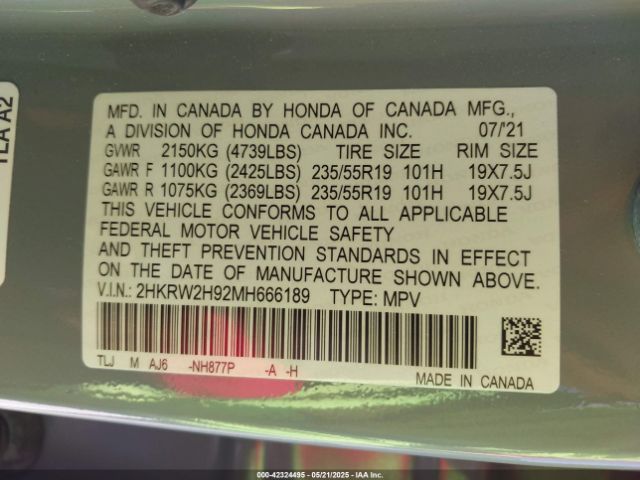 TLA A2
MFD. IN CANADA BY HONDA OF CANADA MFG.,
A DIVISION OF HONDA CANADA INC. 07/'21
GVWR 2150KG (4739LBS) TIRE SIZE RIM SIZE
GAWR F 1100KG (2425LBS) 235/55R19 101H 19X7.5J
GAWR R 1075KG (2369LBS) 235/55R19 101H 19X7.5J
THIS VEHICLE CONFORMS TO ALL APPLICABLE
FEDERAL MOTOR VEHICLE SAFETY
AND THEFT PREVENTION STANDARDS IN EFFECT
ON THE DATE OF MANUFACTURE SHOWN ABOVE.
V.I.N.: 2HKRW2H92MH666189 TYPE: MPV
TLJ M AJ6 -NH877P -A -H
MADE IN CANADA
000-42324495 - 05/21/2025 - IAA Inc.